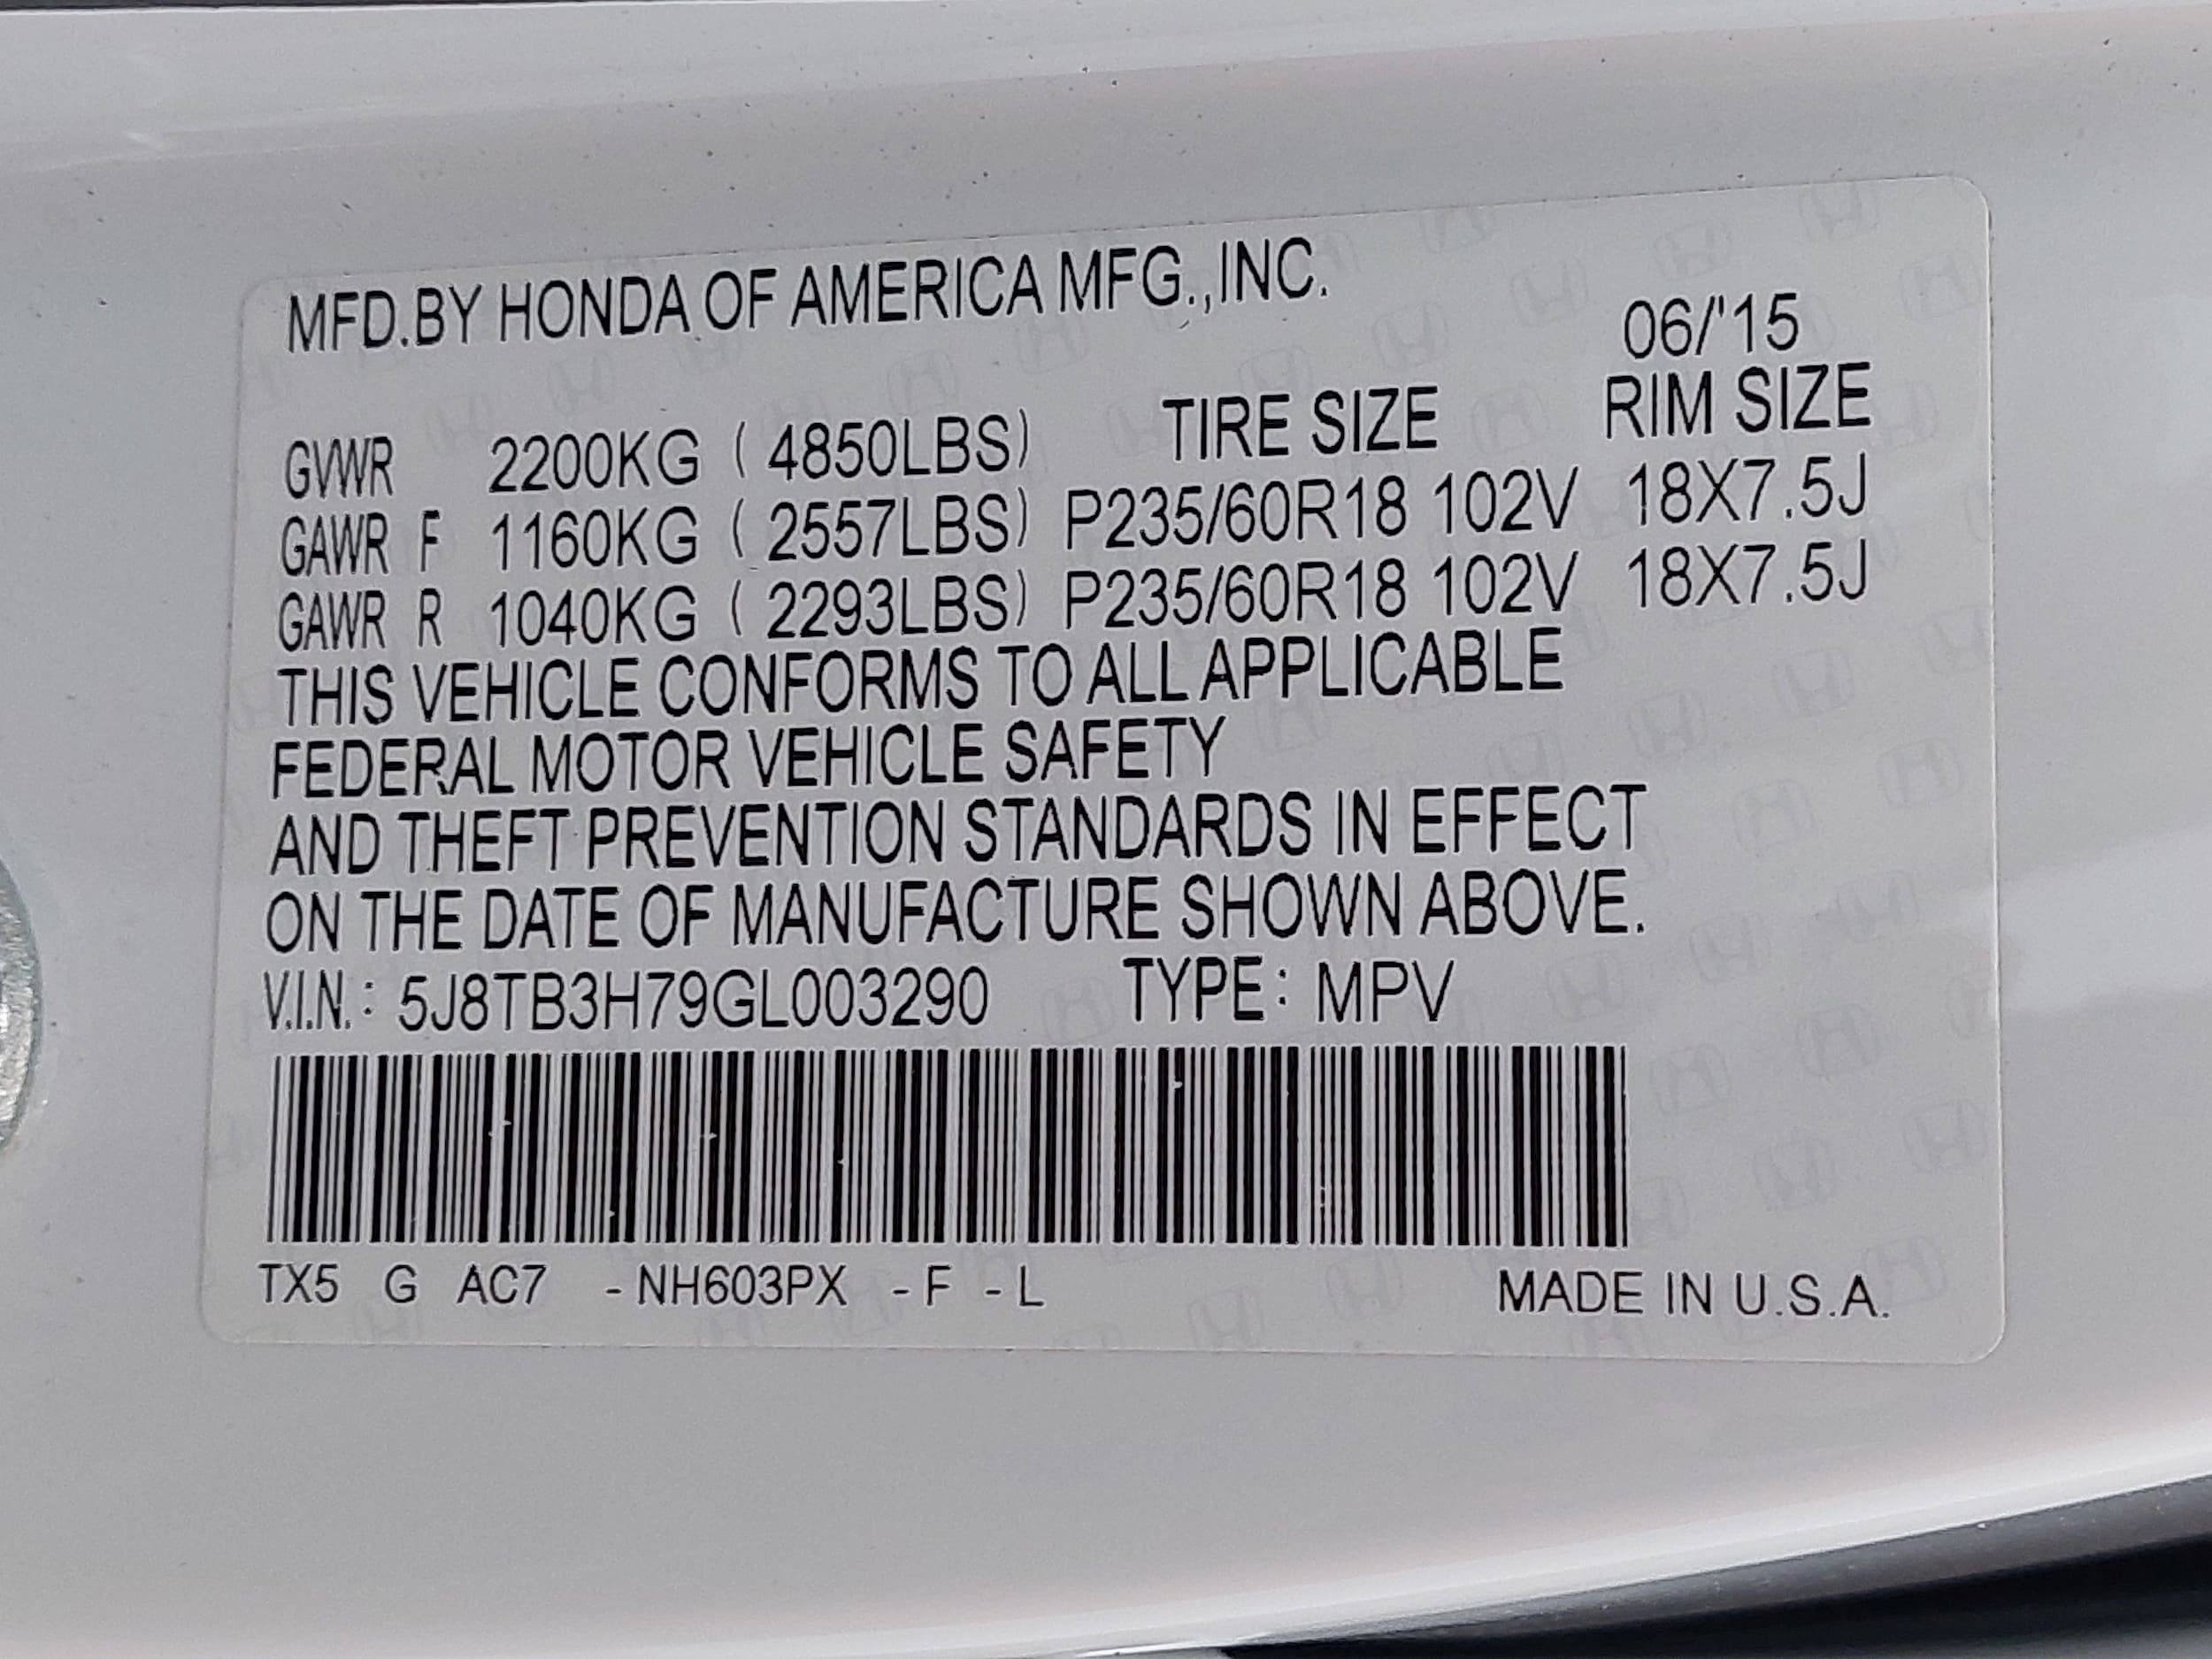 MFD.BY HONDA OF AMERICA MFG.,INC.
06/'15
TIRE SIZE RIM SIZE
GVWR 2200KG ( 4850LBS)
GAWR F 1160KG ( 2557LBS) P235/60R18 102V 18X7.5J
GAWR R 1040KG ( 2293LBS) P235/60R18 102V 18X7.5J
THIS VEHICLE CONFORMS TO ALL APPLICABLE
FEDERAL MOTOR VEHICLE SAFETY
AND THEFT PREVENTION STANDARDS IN EFFECT
ON THE DATE OF MANUFACTURE SHOWN ABOVE.
V.I.N.: 5J8TB3H79GL003290 TYPE: MPV
TX5 G AC7 -NH603PX -F -L MADE IN U.S.A.